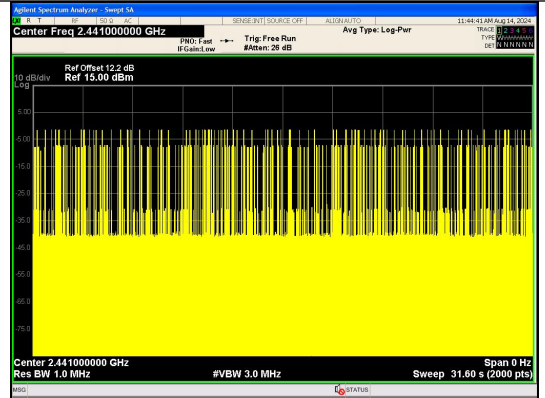 Agilent Spectrum Analyzer - Swept SA
R T RF 50 Ω AC SENSE:INT SOURCE OFF ALIGN AUTO 11:44:41 AM Aug 14, 2024
Center Freq 2.441000000 GHz Avg Type: Log-Pwr TRACE 1 2 3 4 5 6
PNO: Fast Trig: Free Run TYPE
IFGain:Low #Atten: 26 dB DET N N N N N N
Ref Offset 12.2 dB
10 dB/div Ref 15.00 dBm
Log
5.00
-5.00
-15.0
-25.0
-35.0
-45.0
-55.0
-65.0
-75.0
Center 2.441000000 GHz Span 0 Hz
Res BW 1.0 MHz #VBW 3.0 MHz Sweep 31.60 s (2000 pts)
MSG STATUS